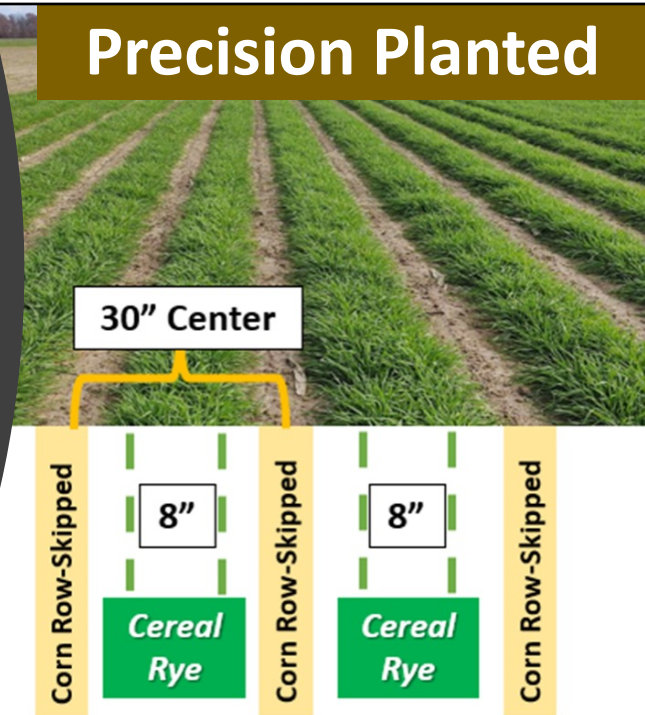 Precision Planted
30” Center
Corn Row-Skipped
8”
Corn Row-Skipped
8”
Corn Row-Skipped
Cereal
Rye
Cereal
Rye